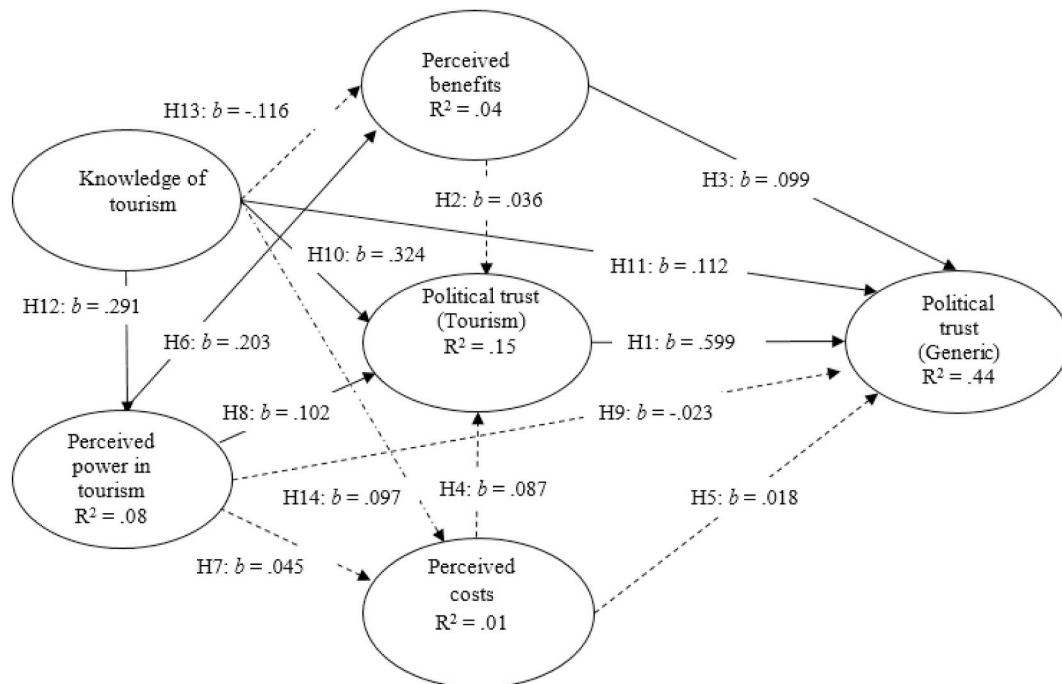 Perceived
benefits
R² = .04
H13: b = -.116
Knowledge of
tourism
H3: b = .099
H2: b = .036
H10: b = .324
H11: b = .112
H12: b = .291
Political trust
(Tourism)
R² = .15
Political
trust
(Generic)
R² = .44
H6: b = .203
H1: b = .599
H8: b = .102
H9: b = -.023
Perceived
power in
tourism
R² = .08
H14: b = .097
H4: b = .087
H5: b = .018
H7: b = .045
Perceived
costs
R² = .01